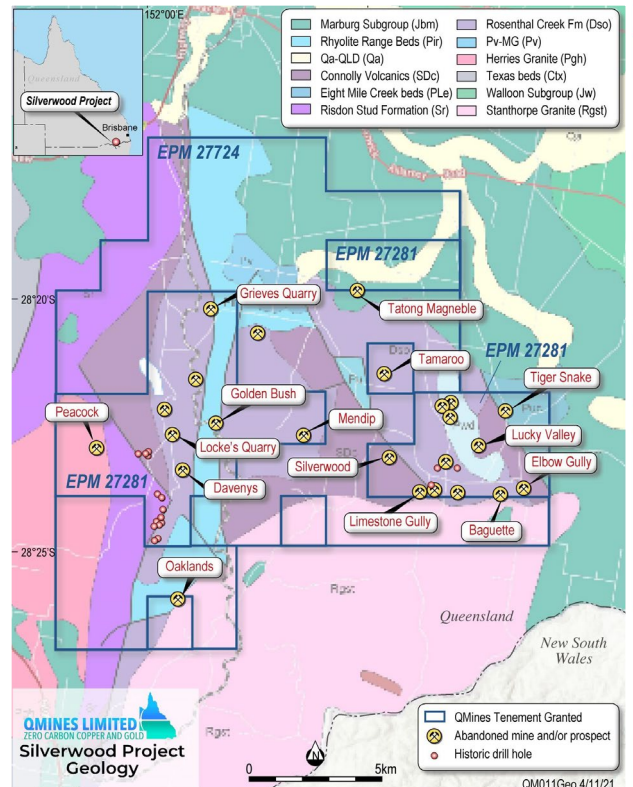 152°00'E
Queensland
Silverwood Project
Brisbane
Marburg Subgroup (Jbm)
Rhyolite Range Beds (Pir)
Qa-QLD (Qa)
Connolly Volcanics (SDc)
Eight Mile Creek beds (PLe)
Risdon Stud Formation (Sr)
Rosenthal Creek Fm (Dso)
Pv-MG (Pv)
Herries Granite (Pgh)
Texas beds (Ctx)
Walloon Subgroup (Jw)
Stanthorpe Granite (Rgst)
EPM 27724
EPM 27281
28°20'S
Grieves Quarry
Tatong Magneble
Dso
Tamaroo
EPM 27281
Tiger Snake
Golden Bush
Peacock
Mendip
Lucky Valley
Locke's Quarry
SDc
Silverwood
Elbow Gully
EPM 27281
Davenys
Limestone Gully
Baguette
28°25'S
Oaklands
Rgst
Queensland
New South
Wales
Rgst
QMINES LIMITED
ZERO CARBON COPPER AND GOLD
Silverwood Project
Geology
0 5km
QMines Tenement Granted
Abandoned mine and/or prospect
Historic drill hole
QM011Geo 4/11/21